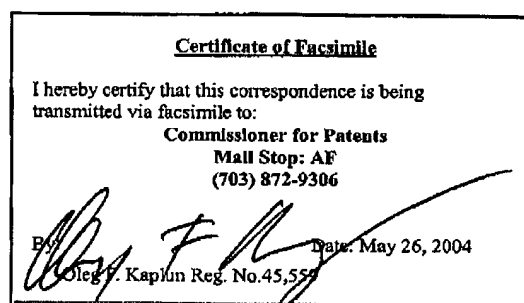 Certificate of Facsimile
I hereby certify that this correspondence is being
transmitted via facsimile to:
Commissioner for Patents
Mail Stop: AF
(703) 872-9306
By: Date: May 26, 2004
Oleg F. Kaplun Reg. No.45,559